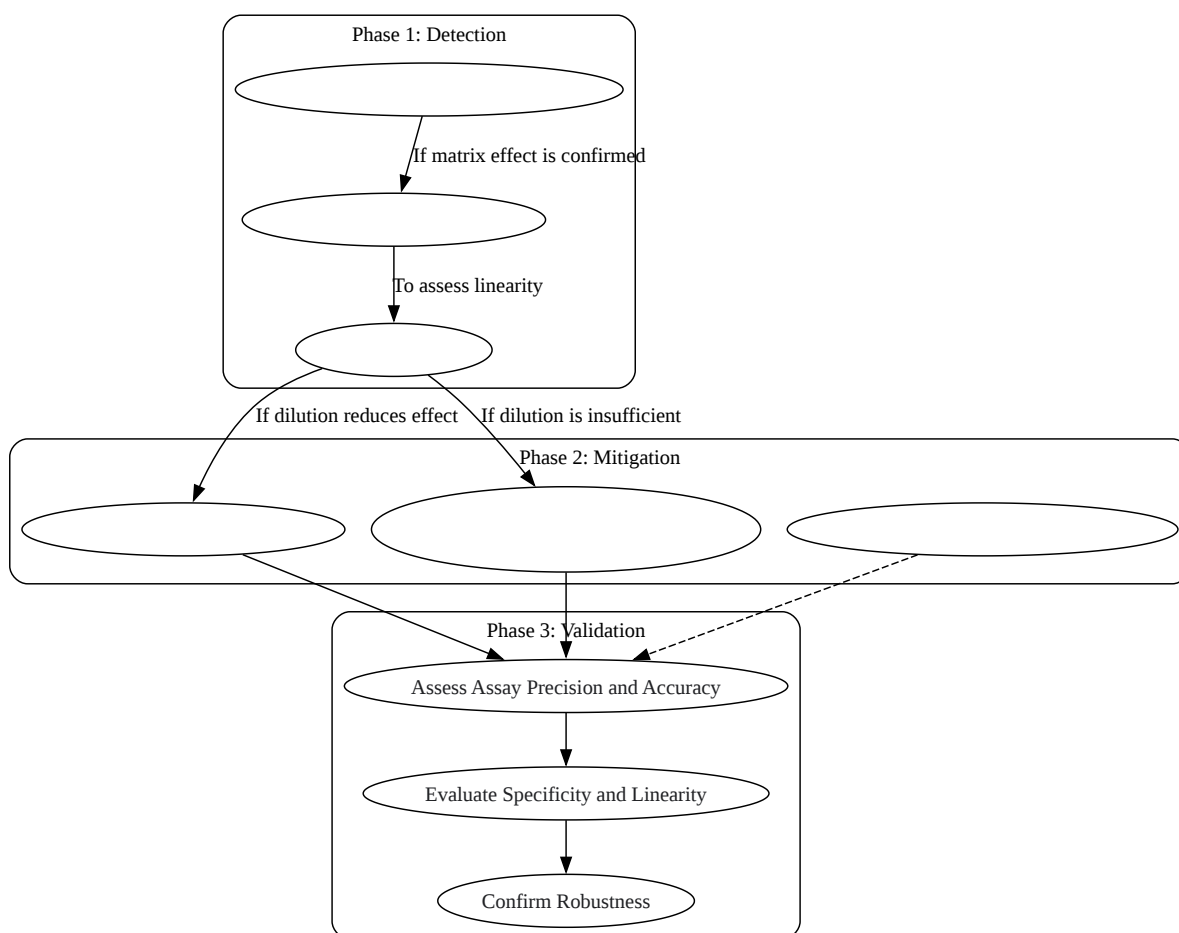 Phase 1: Detection
If matrix effect is confirmed
To assess linearity
If dilution reduces effect
If dilution is insufficient
Phase 2: Mitigation
Phase 3: Validation
Assess Assay Precision and Accuracy
Evaluate Specificity and Linearity
Confirm Robustness